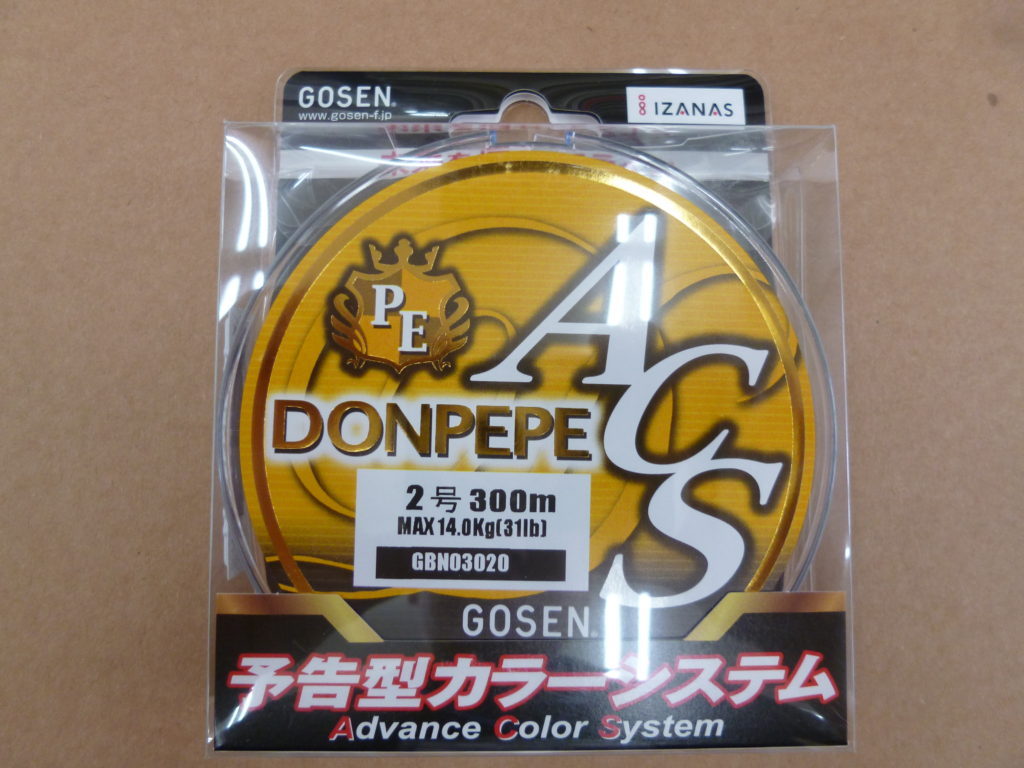 GOSEN®
www.gosen-f.jp
IZANAS
PE
ACS
DONPEPE
2号 300m
MAX 14.0Kg(31lb)
GBN03020
GOSEN®
予告型カラーシステム
Advance Color System